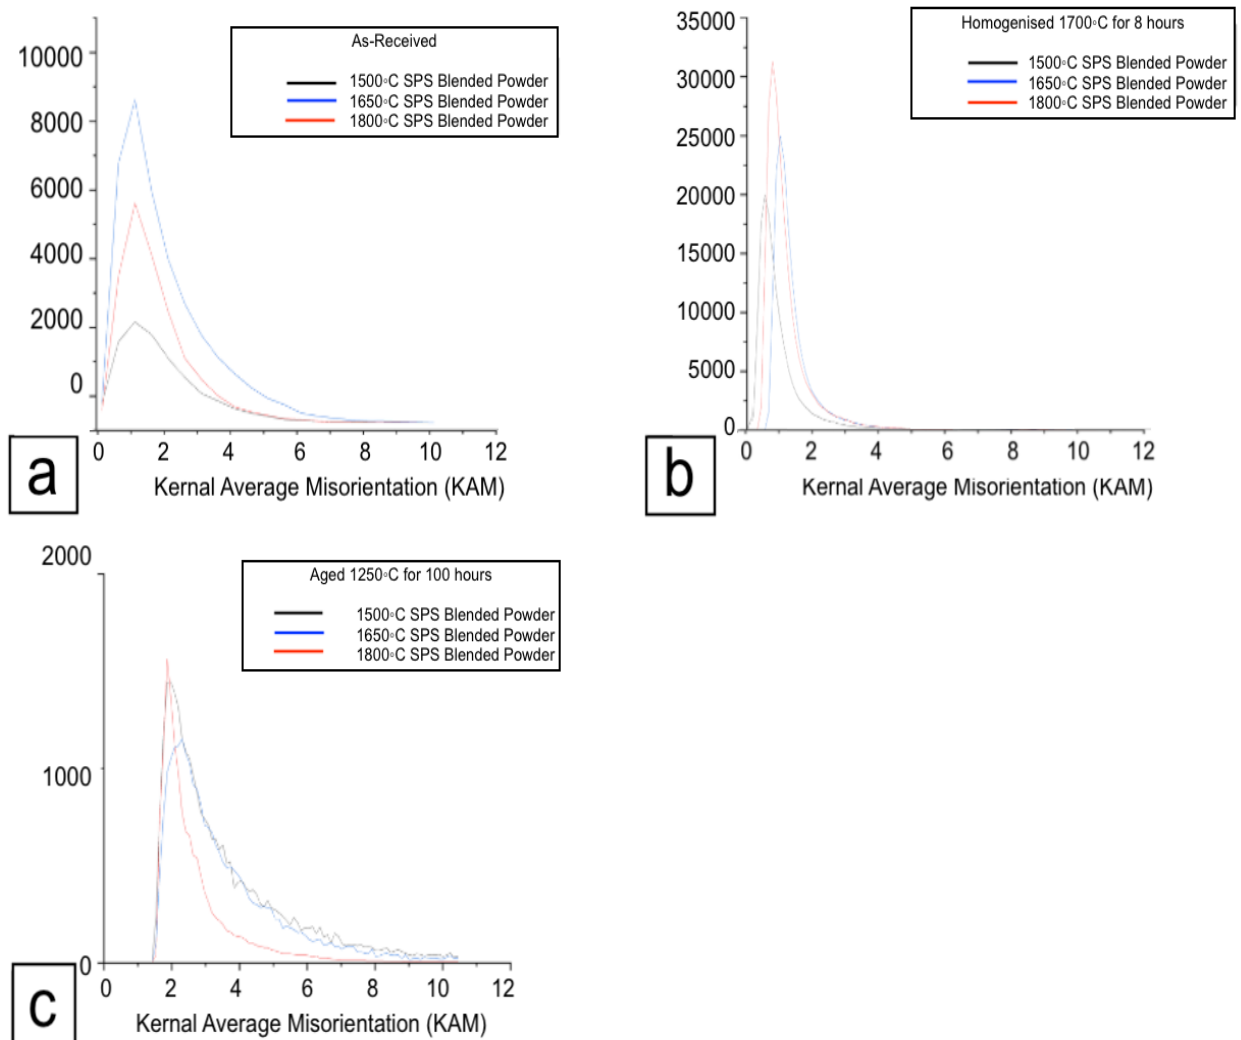 As-Received
1500°C SPS Blended Powder
1650°C SPS Blended Powder
1800°C SPS Blended Powder
10000
8000
6000
4000
2000
0
0 2 4 6 8 10 12
Kernal Average Misorientation (KAM)
a
Homogenised 1700°C for 8 hours
1500°C SPS Blended Powder
1650°C SPS Blended Powder
1800°C SPS Blended Powder
35000
30000
25000
20000
15000
10000
5000
0
0 2 4 6 8 10 12
Kernal Average Misorientation (KAM)
b
Aged 1250°C for 100 hours
1500°C SPS Blended Powder
1650°C SPS Blended Powder
1800°C SPS Blended Powder
2000
1000
0
0 2 4 6 8 10 12
Kernal Average Misorientation (KAM)
c